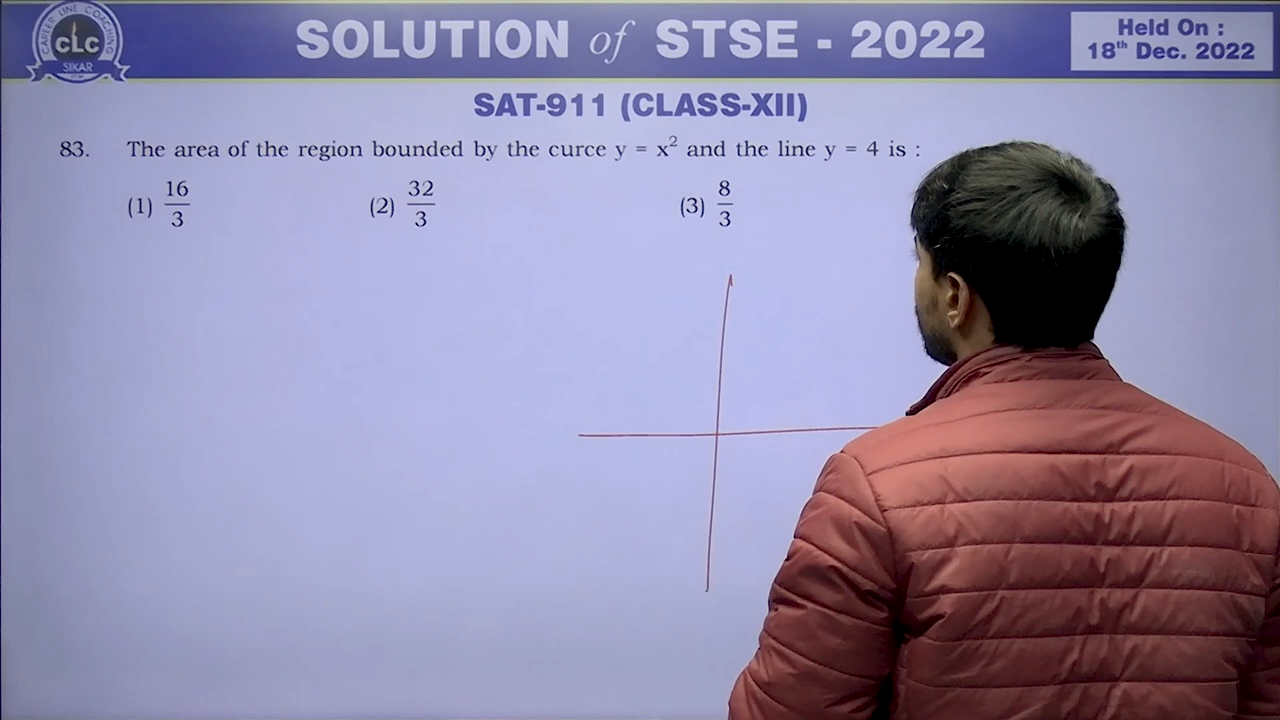 CAREER LINE COACHING
CLC
SIKAR
SOLUTION of STSE - 2022
Held On :
18th Dec. 2022
SAT-911 (CLASS-XII)
83. The area of the region bounded by the curce y = x² and the line y = 4 is :
(1) 16/3 (2) 32/3 (3) 8/3